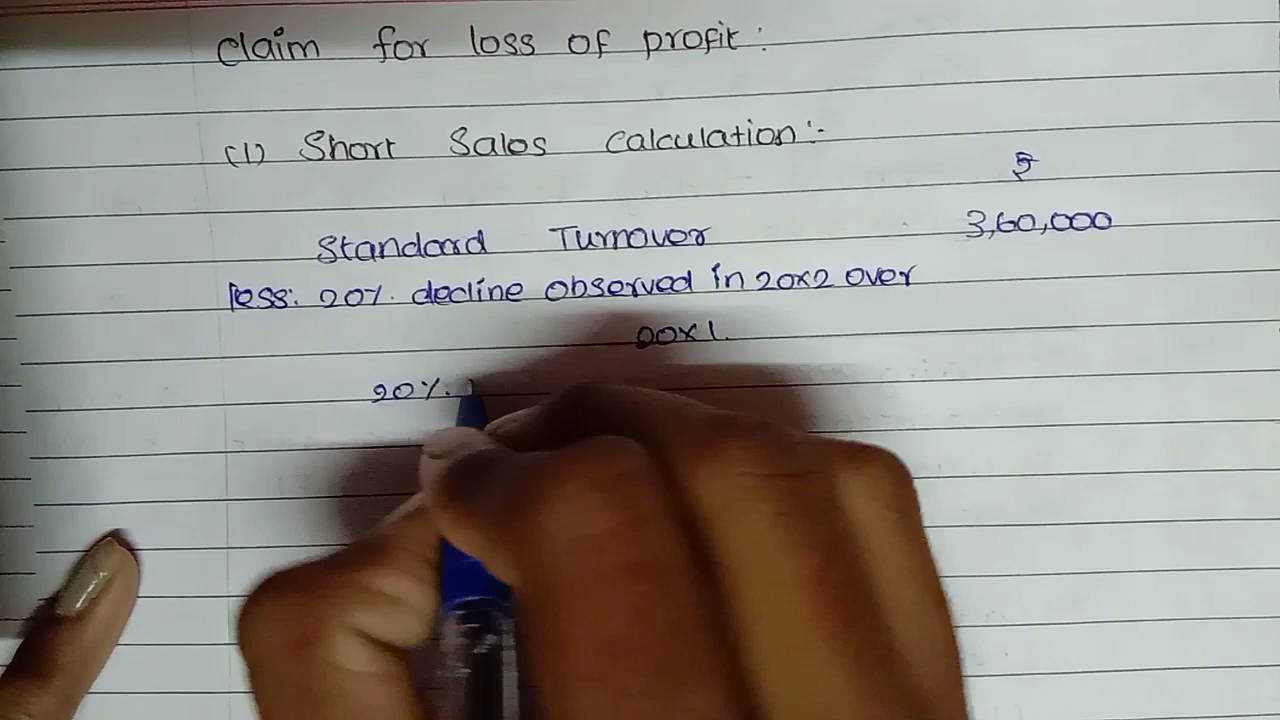 Claim for loss of profit:
(1) Short Sales Calculation:-
₹
Standard Turnover 3,60,000
less: 20%. decline observed in 20x2 over
20x1.
20%.